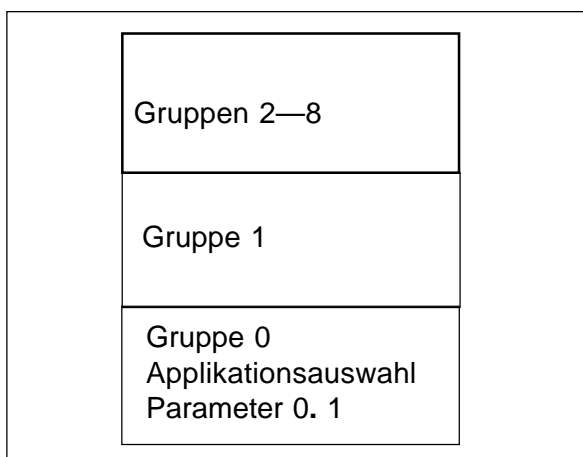 Gruppen 2—8
Gruppe 1
Gruppe 0
Applikationsauswahl
Parameter 0. 1